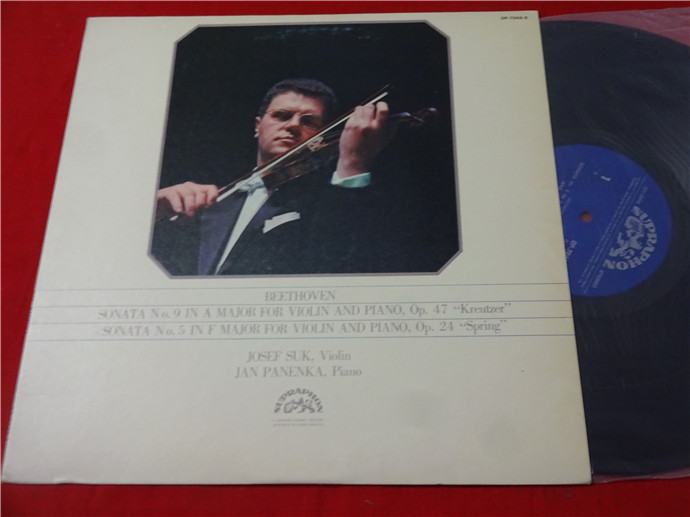 BEETHOVEN
SONATA No. 9 IN A MAJOR FOR VIOLIN AND PIANO, Op. 47 “Kreutzer”
SONATA No. 5 IN F MAJOR FOR VIOLIN AND PIANO, Op. 24 “Spring”
JOSEF SUK, Violin
JAN PANENKA, Piano
SUPRAPHON
1
SUPRAPHON